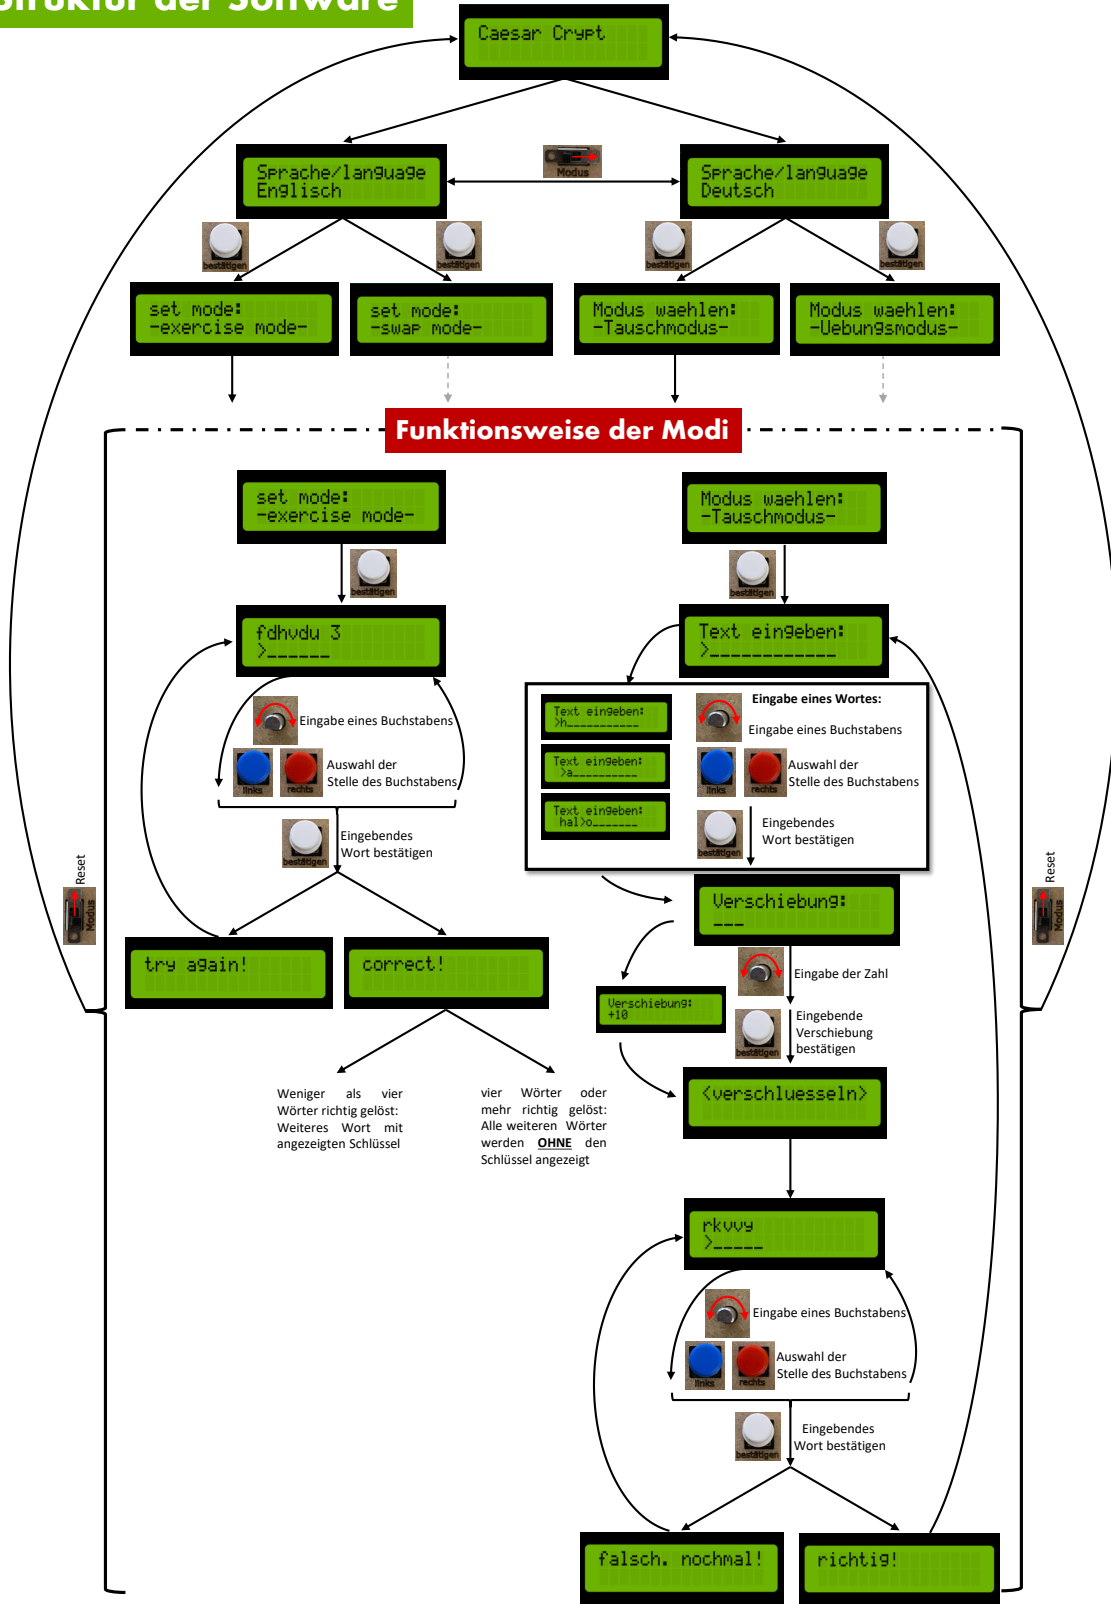 Struktur der Software
Caesar Crypt
Sprache/language
Englisch
Modus
Sprache/language
Deutsch
bestätigen
bestätigen
bestätigen
bestätigen
set mode:
-exercise mode-
set mode:
-swap mode-
Modus waehlen:
-Tauschmodus-
Modus waehlen:
-Uebungsmodus-
Funktionsweise der Modi
set mode:
-exercise mode-
bestätigen
fdhvdu 3
>______
Eingabe eines Buchstabens
links
rechts
Auswahl der
Stelle des Buchstabens
bestätigen
Eingebendes
Wort bestätigen
Reset
Modus
try again!
correct!
Weniger als vier
Wörter richtig gelöst:
Weiteres Wort mit
angezeigten Schlüssel
vier Wörter oder
mehr richtig gelöst:
Alle weiteren Wörter
werden OHNE den
Schlüssel angezeigt
Modus waehlen:
-Tauschmodus-
bestätigen
Text eingeben:
>____________
Text eingeben:
>h___________
Text eingeben:
>a__________
Text eingeben:
hal>o_______
Eingabe eines Wortes:
Eingabe eines Buchstabens
links
rechts
Auswahl der
Stelle des Buchstabens
bestätigen
Eingebendes
Wort bestätigen
Reset
Modus
Verschiebung:
___
Eingabe der Zahl
Verschiebung:
+10
bestätigen
Eingebende
Verschiebung
bestätigen
<verschluesseln>
rkvvy
>_____
Eingabe eines Buchstabens
links
rechts
Auswahl der
Stelle des Buchstabens
bestätigen
Eingebendes
Wort bestätigen
falsch. nochmal!
richtig!